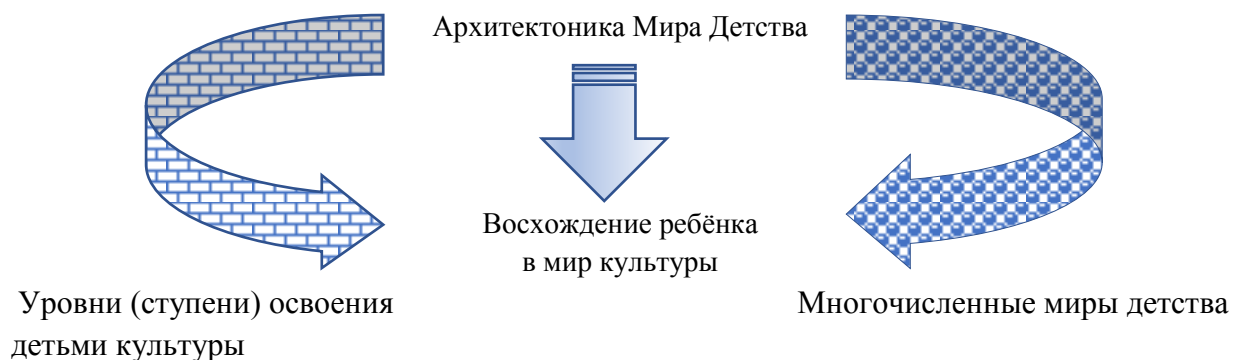 Архитектоника Мира Детства
Восхождение ребёнка
в мир культуры
Уровни (ступени) освоения
детьми культуры
Многочисленные миры детства